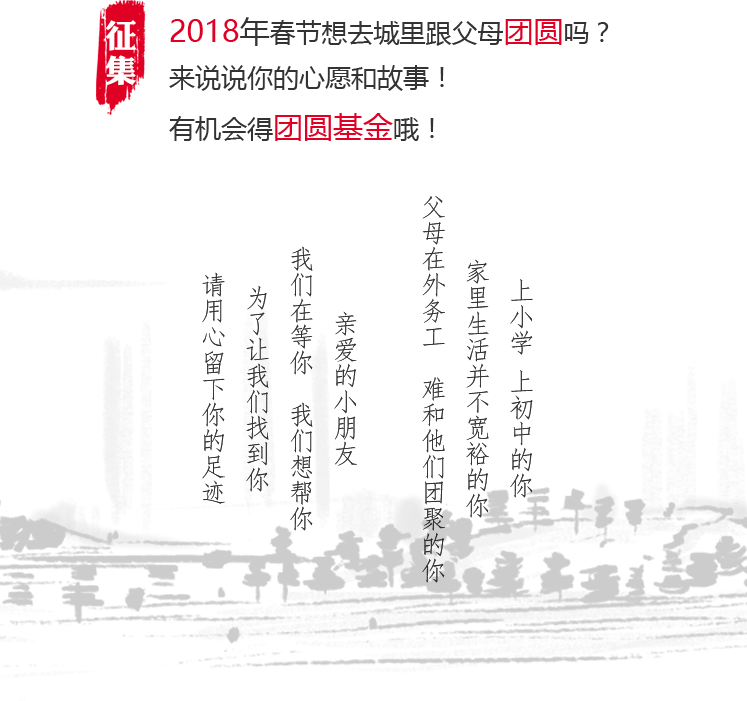 征集
2018年春节想去城里跟父母团圆吗？
来说说你的心愿和故事！
有机会得团圆基金哦！
上小学 上初中的你
家里生活并不宽裕的你
父母在外务工 难和他们团聚的你
亲爱的小朋友
我们在等你 我们想帮你
为了让我们找到你
请用心留下你的足迹